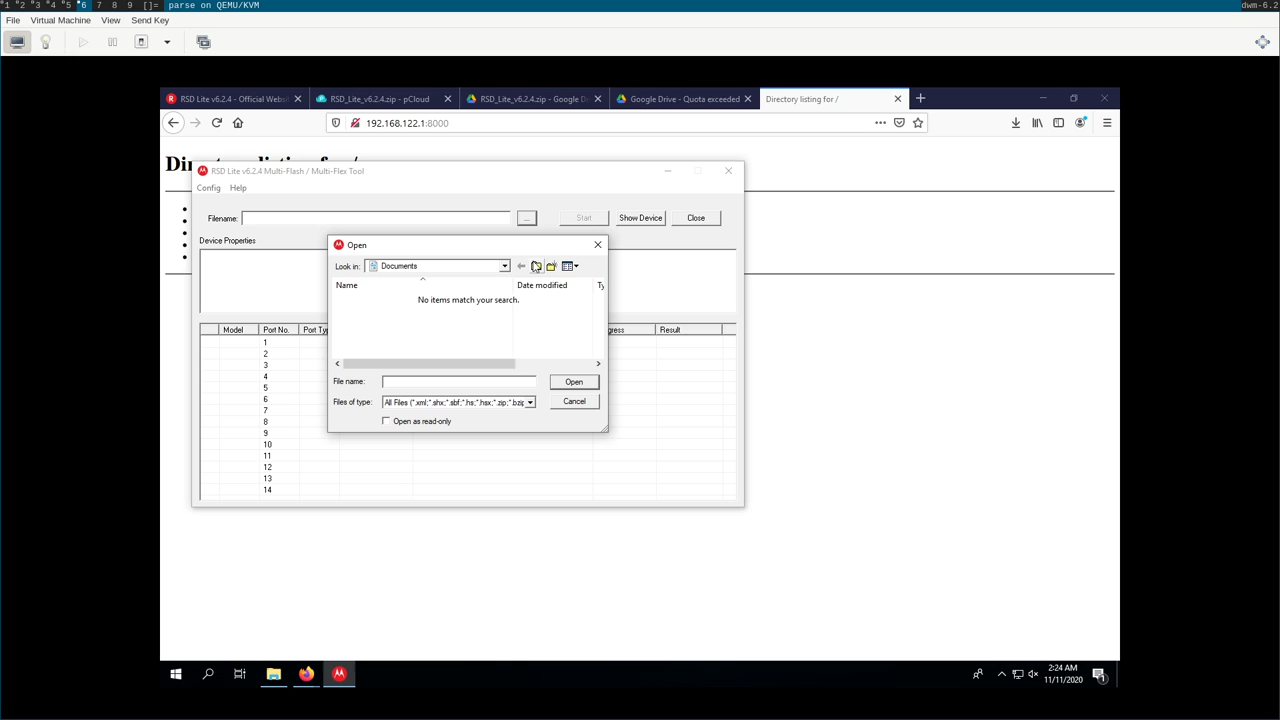 1 2 3 4 5 6 7 8 9 []= parse on QEMU/KVM dwm-6.2
File Virtual Machine View Send Key
RSD Lite v6.2.4 - Official Websi RSD_Lite_v6.2.4.zip - pCloud RSD_Lite_v6.2.4.zip - Google D Google Drive - Quota exceeded Directory listing for /
192.168.122.1:8000
RSD Lite v6.2.4 Multi-Flash / Multi-Flex Tool
Config Help
Filename: ... Start Show Device Close
Device Properties
Open
Look in: Documents
Name Date modified Ty
No items match your search.
File name: Open
Files of type: All Files (*.xml;*.shx;*.sbf;*.hs;*.hsx;*.zip;*.bzip Cancel
Open as read-only
Model Port No. Port Typ gress Result
1
2
3
4
5
6
7
8
9
10
11
12
13
14
2:24 AM
11/11/2020
1